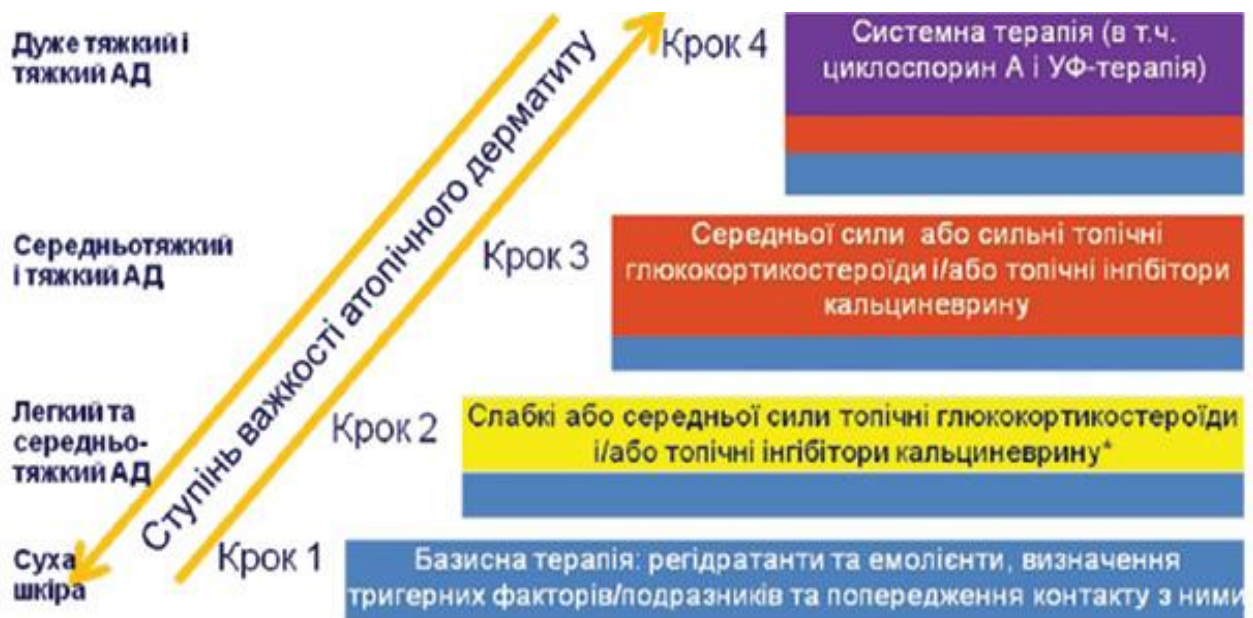 Дуже тяжкий і
тяжкий АД
Крок 4
Системна терапія (в т.ч.
циклоспорин А і УФ-терапія)
Ступінь важкості атопічного дерматиту
Середньотяжкий
і тяжкий АД
Крок 3
Середньої сили або сильні топічні
глюкокортикостероїди і/або топічні інгібітори
кальциневрину
Легкий та
середньо-
тяжкий АД
Крок 2
Слабкі або середньої сили топічні глюкокортикостероїди
і/або топічні інгібітори кальциневрину*
Суха
шкіра
Крок 1
Базисна терапія: регідратанти та емолієнти, визначення
тригерних факторів/подразників та попередження контакту з ними